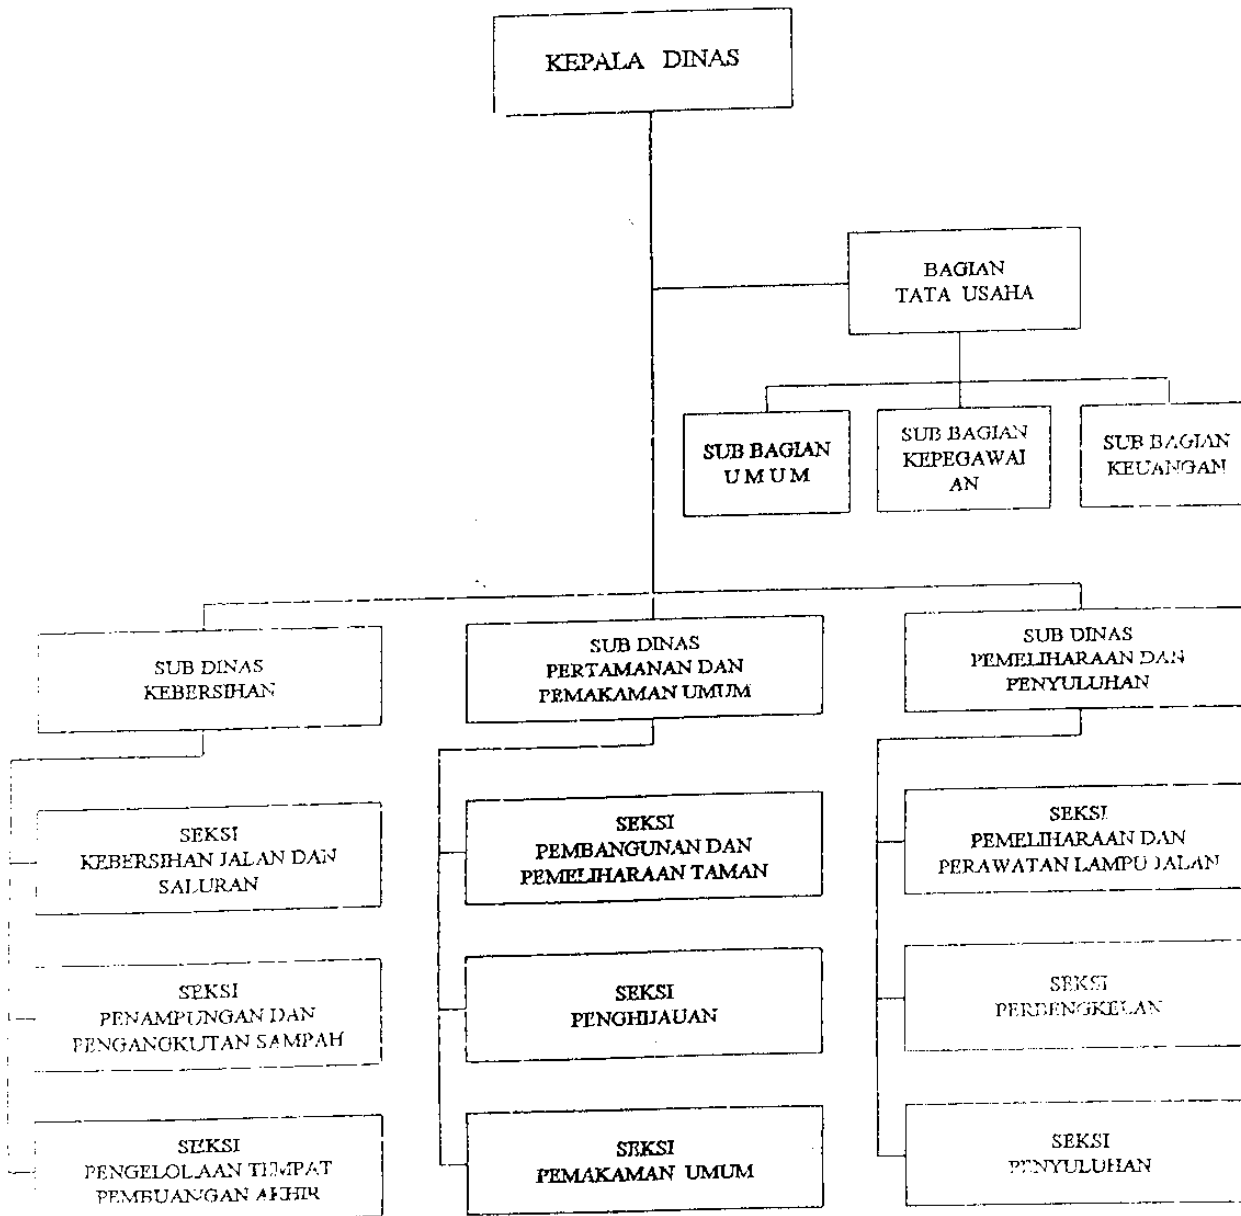 KEPALA DINAS
BAGIAN
TATA USAHA
SUB BAGIAN
U M U M
SUB BAGIAN
KEPEGAWAI
AN
SUB BAGIAN
KEUANGAN
SUB DINAS
KEBERSIHAN
SUB DINAS
PERTAMANAN DAN
PEMAKAMAN UMUM
SUB DINAS
PEMELIHARAAN DAN
PENYULUHAN
SEKSI
KEBERSIHAN JALAN DAN
SALURAN
SEKSI
PEMBANGUNAN DAN
PEMELIHARAAN TAMAN
SEKSI
PEMELIHARAAN DAN
PERAWATAN LAMPU JALAN
SEKSI
PENAMPUNGAN DAN
PENGANGKUTAN SAMPAH
SEKSI
PENGHIJAUAN
SEKSI
PERBENGKELAN
SEKSI
PENGELOLAAN TEMPAT
PEMBUANGAN AKHIR
SEKSI
PEMAKAMAN UMUM
SEKSI
PENYULUHAN